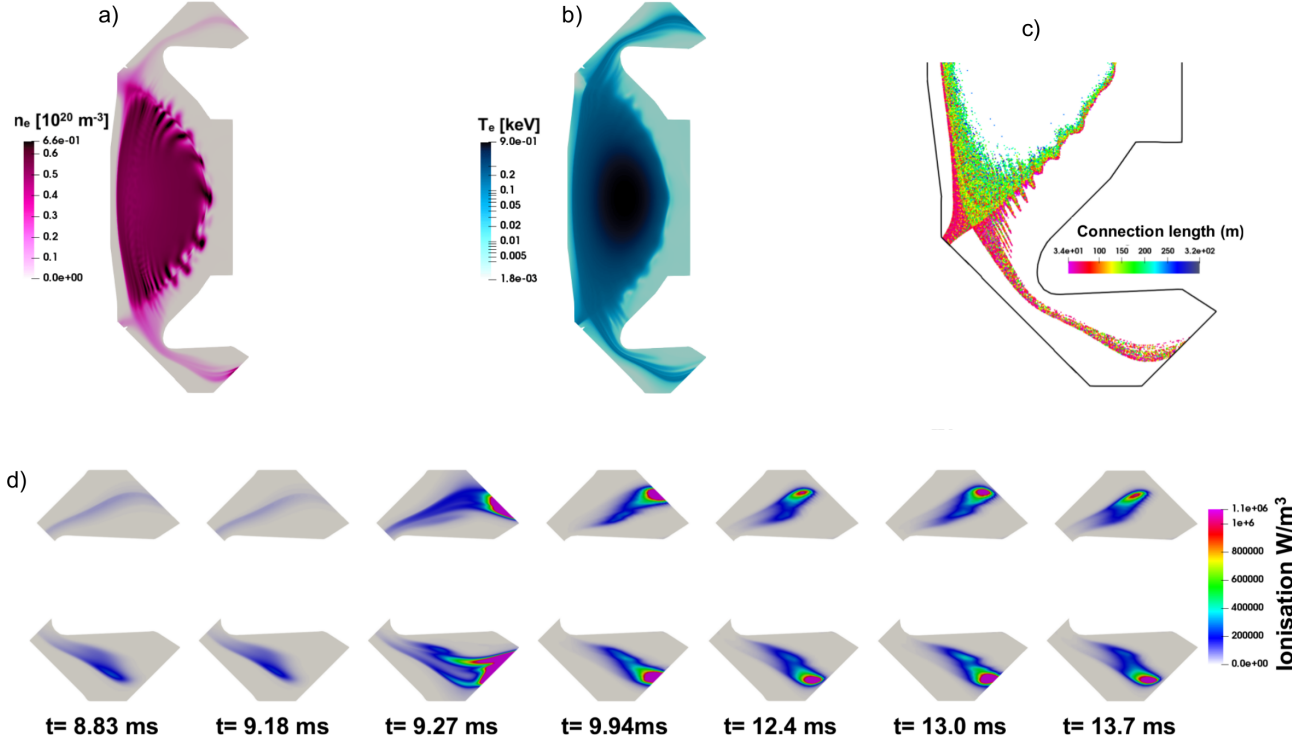 a)
n_e [10^20 m^-3]
6.6e-01
0.6
0.5
0.4
0.3
0.2
0.1
0.0e+00
b)
T_e [keV]
9.0e-01
0.2
0.1
0.05
0.02
0.01
0.005
1.8e-03
c)
Connection length (m)
3.4e+01 100 150 200 250 3.2e+02
d)
1.1e+06
1e+6
800000
600000
400000
200000
0.0e+00
Ionisation W/m³
t= 8.83 ms t= 9.18 ms t= 9.27 ms t= 9.94ms t= 12.4 ms t= 13.0 ms t= 13.7 ms